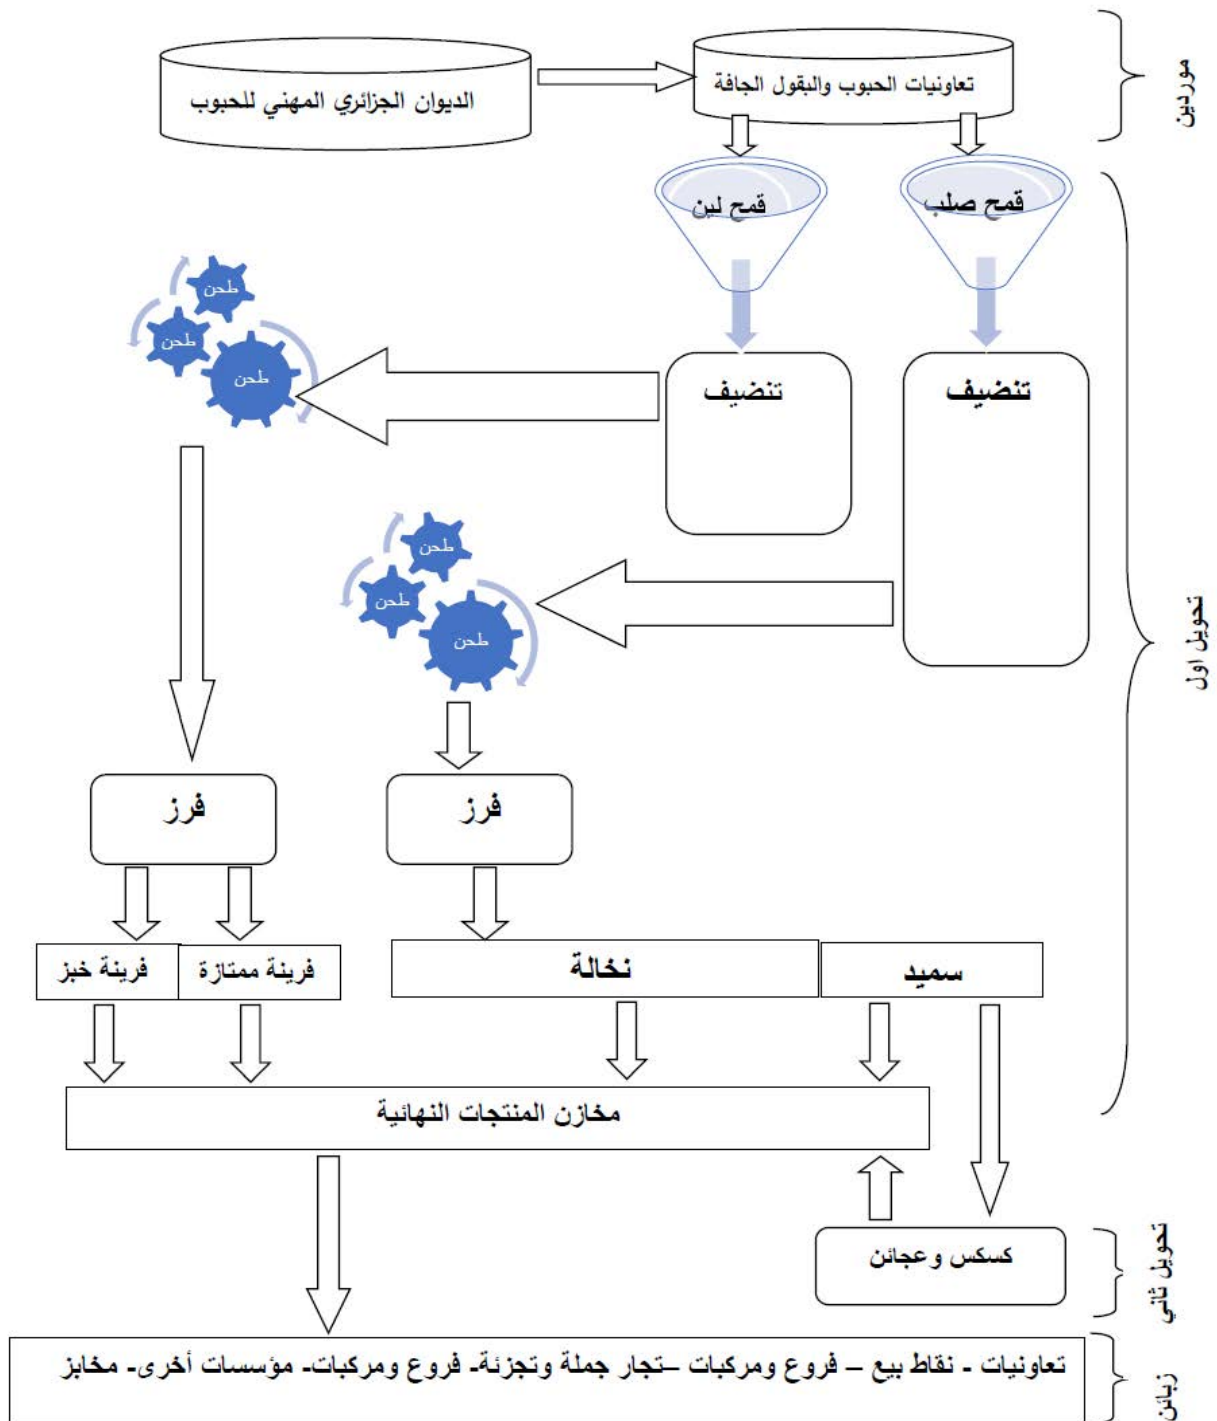 الديوان الجزائري المهني للحبوب
تعاونيات الحبوب والبقول الجافة
موردين
قمح صلب
قمح لين
تنضيف
تنضيف
طحن
طحن
طحن
طحن
طحن
طحن
تحويل اول
فرز
فرز
سميد
نخالة
فرينة ممتازة
فرينة خبز
مخازن المنتجات النهائية
كسكس وعجائن
تحويل ثاني
تعاونيات - نقاط بيع – فروع ومركبات –تجار جملة وتجزئة- فروع ومركبات- مؤسسات أخرى- مخابز
زبائن